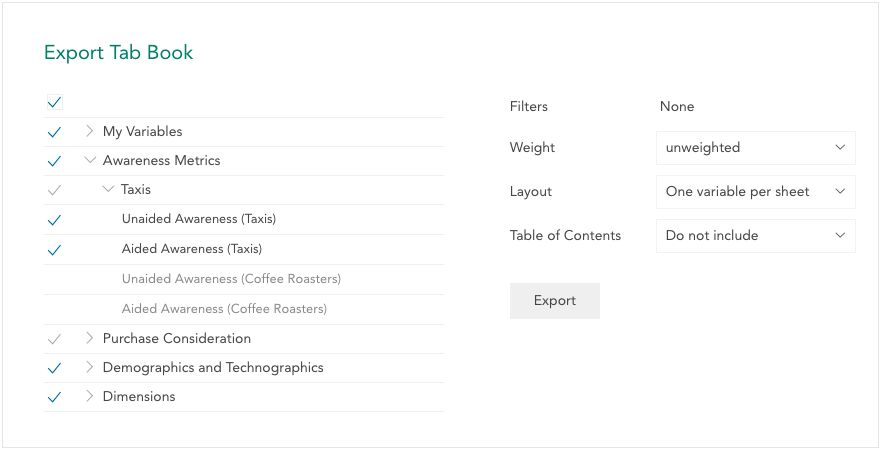 Export Tab Book
My Variables
Awareness Metrics
Taxis
Unaided Awareness (Taxis)
Aided Awareness (Taxis)
Unaided Awareness (Coffee Roasters)
Aided Awareness (Coffee Roasters)
Purchase Consideration
Demographics and Technographics
Dimensions
Filters None
Weight unweighted
Layout One variable per sheet
Table of Contents Do not include
Export